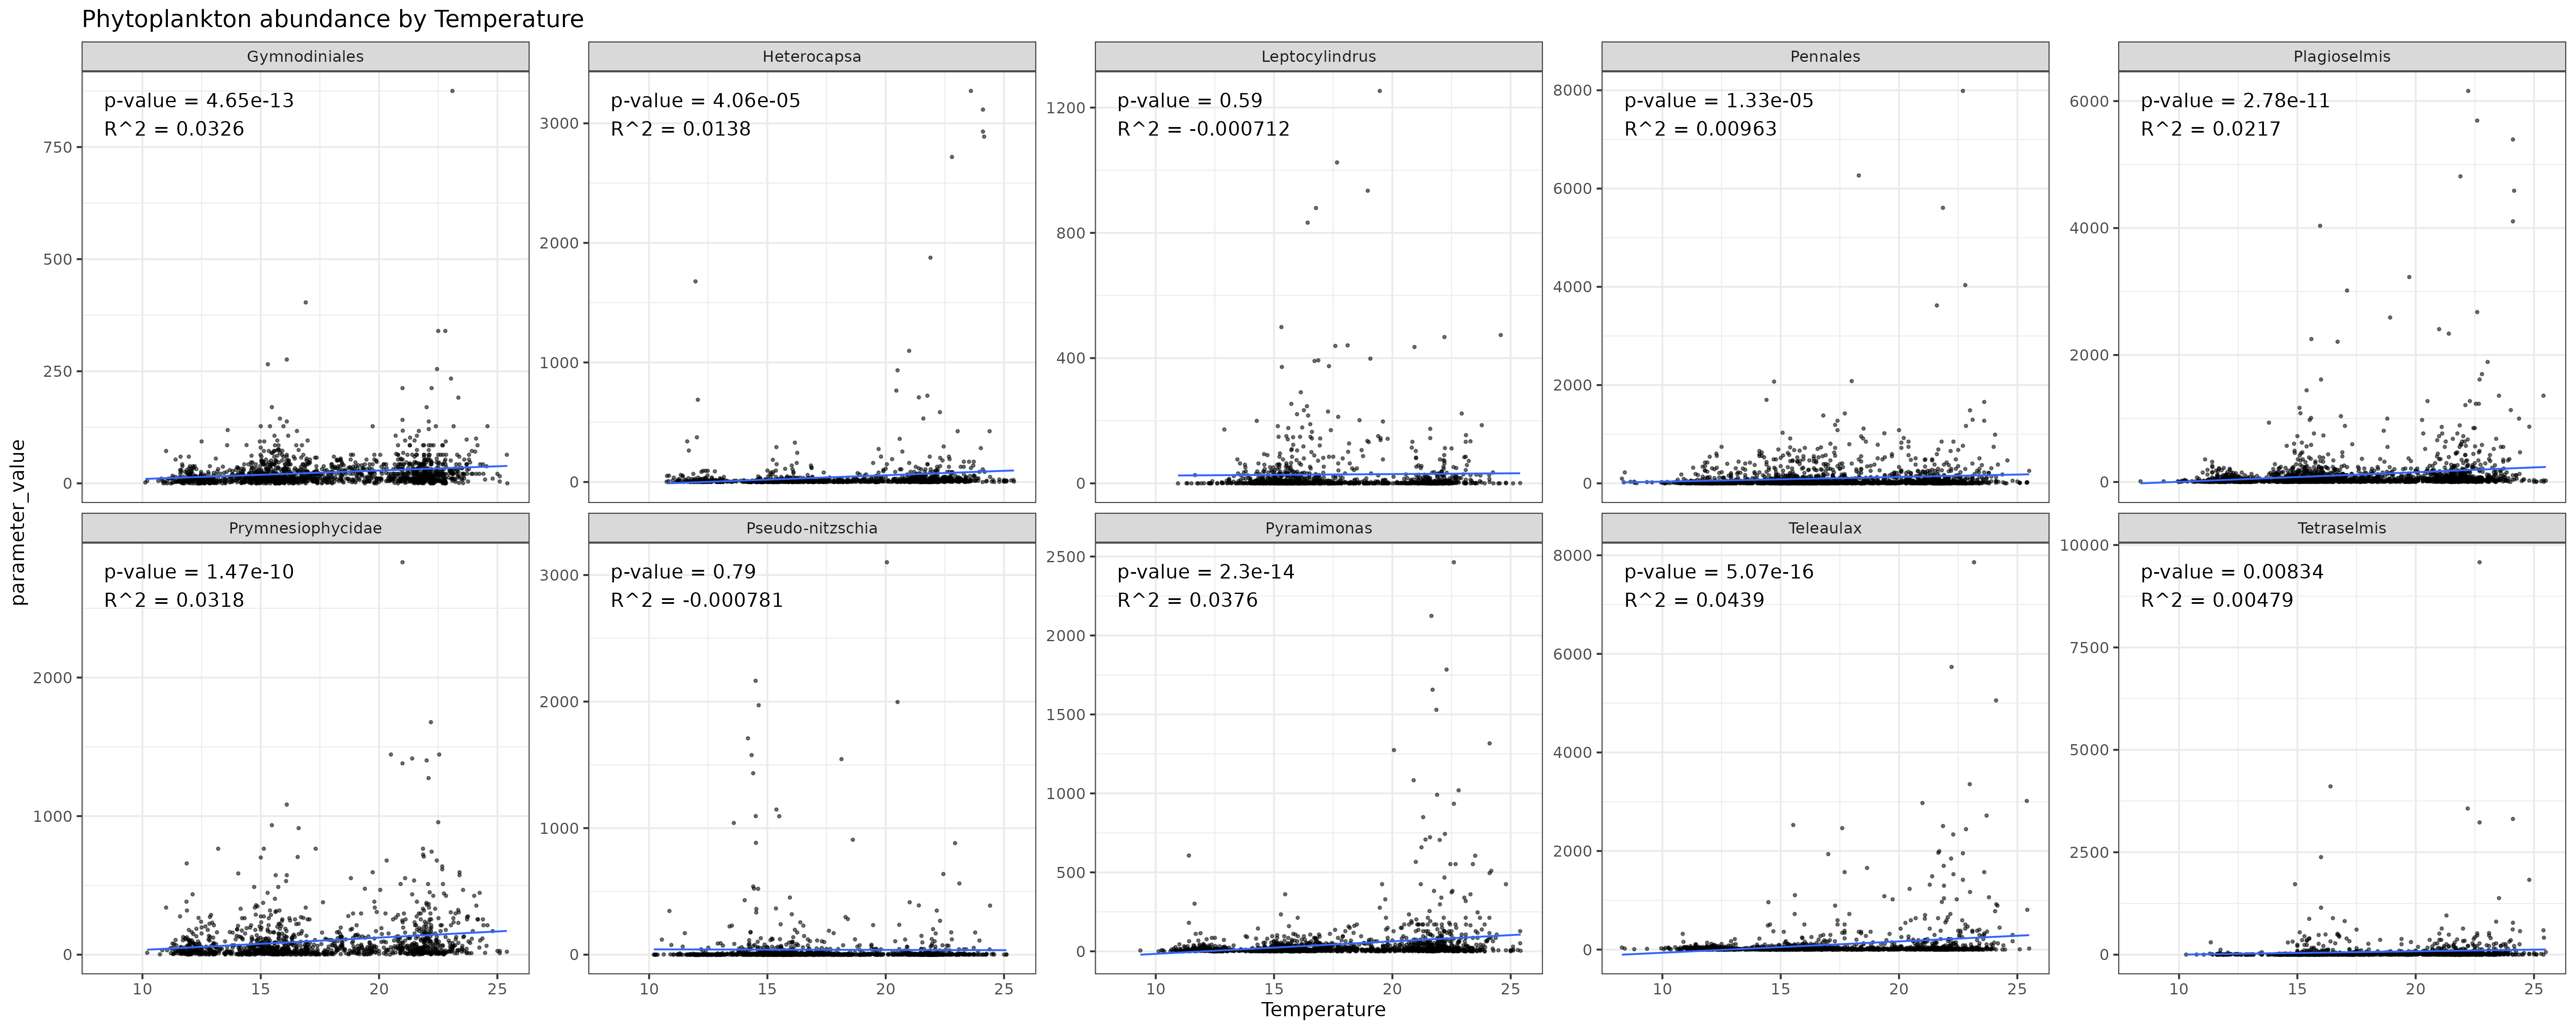 Phytoplankton abundance by Temperature
Gymnodiniales
p-value = 4.65e-13
R^2 = 0.0326
750
500
250
0
Heterocapsa
p-value = 4.06e-05
R^2 = 0.0138
3000
2000
1000
0
Leptocylindrus
p-value = 0.59
R^2 = -0.000712
1200
800
400
0
Pennales
p-value = 1.33e-05
R^2 = 0.00963
8000
6000
4000
2000
0
Plagioselmis
p-value = 2.78e-11
R^2 = 0.0217
6000
4000
2000
0
parameter_value
Prymnesiophycidae
p-value = 1.47e-10
R^2 = 0.0318
2000
1000
0
10 15 20 25
Pseudo-nitzschia
p-value = 0.79
R^2 = -0.000781
3000
2000
1000
0
10 15 20 25
Pyramimonas
p-value = 2.3e-14
R^2 = 0.0376
2500
2000
1500
1000
500
0
10 15 20 25
Teleaulax
p-value = 5.07e-16
R^2 = 0.0439
8000
6000
4000
2000
0
10 15 20 25
Tetraselmis
p-value = 0.00834
R^2 = 0.00479
10000
7500
5000
2500
0
10 15 20 25
Temperature